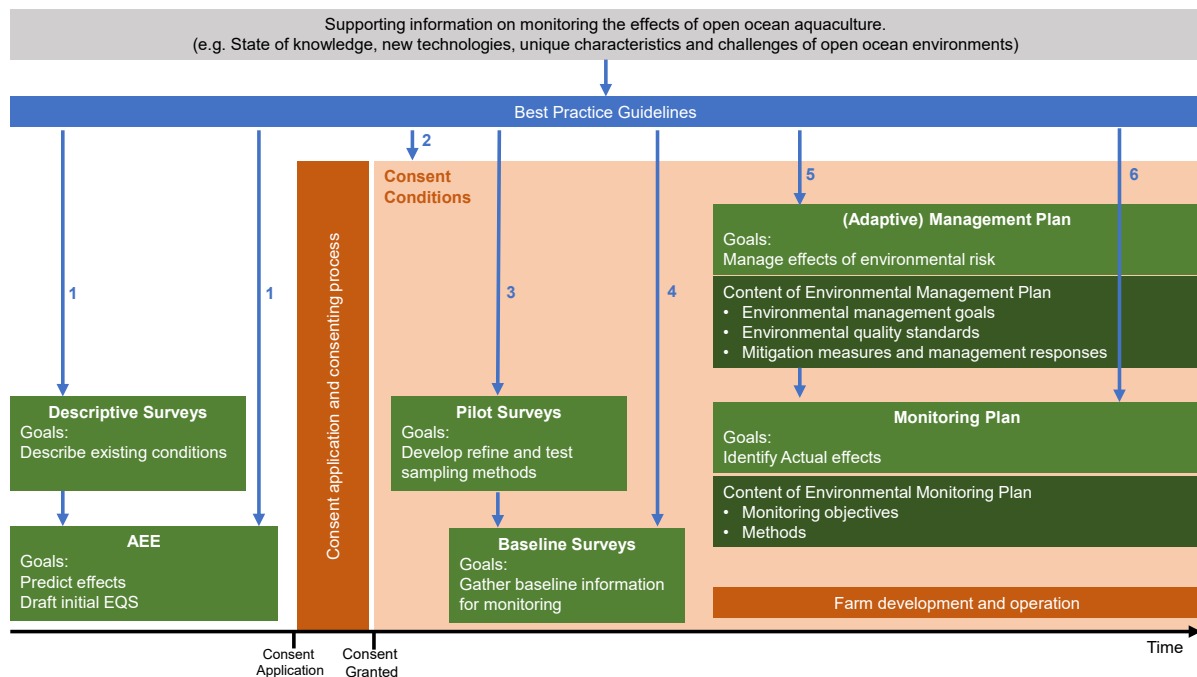 Supporting information on monitoring the effects of open ocean aquaculture.
(e.g. State of knowledge, new technologies, unique characteristics and challenges of open ocean environments)
Best Practice Guidelines
1
1
2
3
4
5
6
Consent
Conditions
Consent application and consenting process
Descriptive Surveys
Goals:
Describe existing conditions
AEE
Goals:
Predict effects
Draft initial EQS
Pilot Surveys
Goals:
Develop refine and test
sampling methods
Baseline Surveys
Goals:
Gather baseline information
for monitoring
(Adaptive) Management Plan
Goals:
Manage effects of environmental risk
Content of Environmental Management Plan
• Environmental management goals
• Environmental quality standards
• Mitigation measures and management responses
Monitoring Plan
Goals:
Identify Actual effects
Content of Environmental Monitoring Plan
• Monitoring objectives
• Methods
Farm development and operation
Consent
Application
Consent
Granted
Time